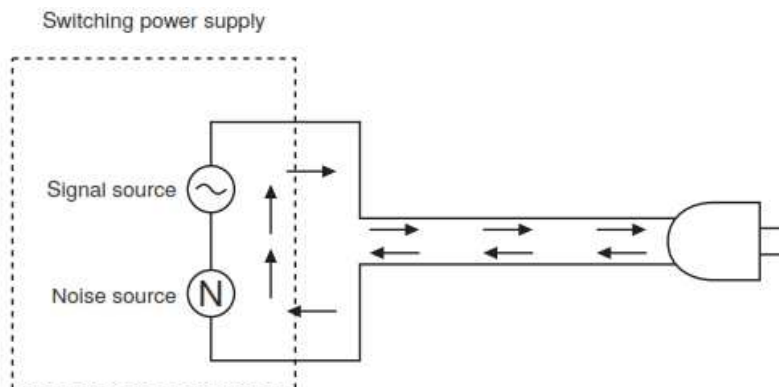 Switching power supply
Signal source
Noise source
N